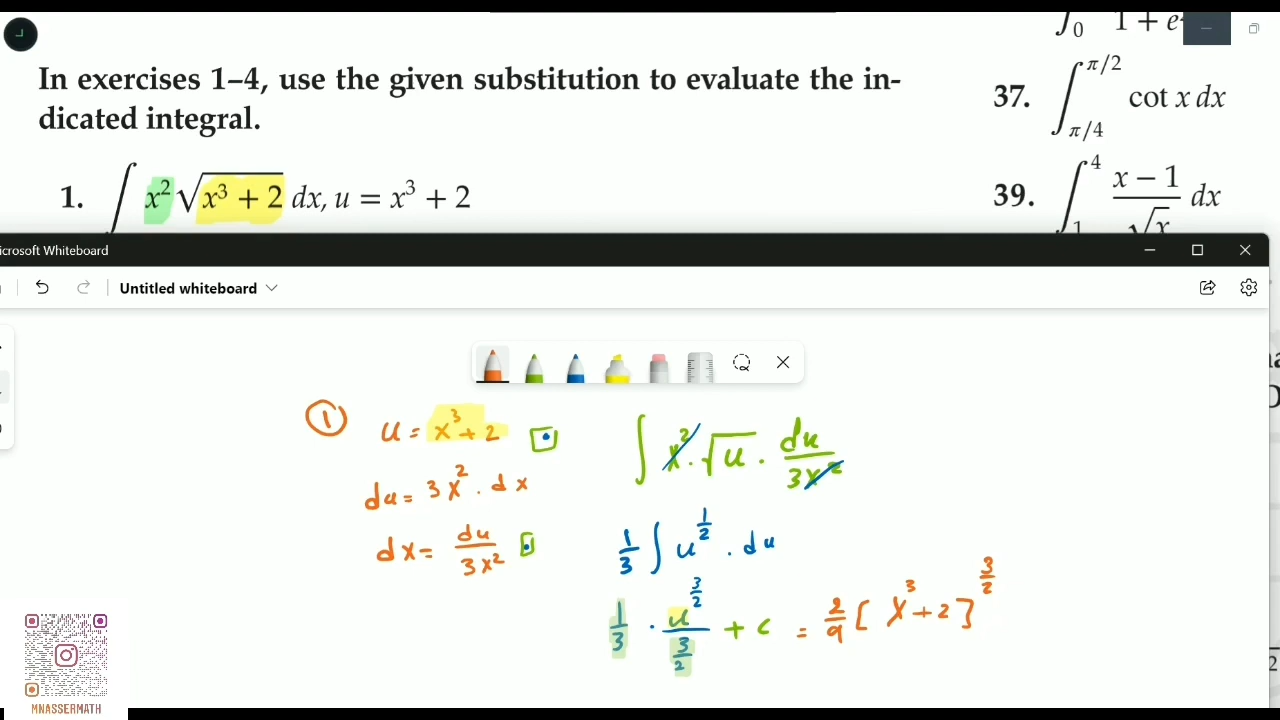 ∫₀ 1 + e
In exercises 1–4, use the given substitution to evaluate the in-
dicated integral.
1. ∫ x² √(x³ + 2) dx, u = x³ + 2
37. ∫_{π/4}^{π/2} cot x dx
39. ∫_1^4 (x − 1)/√x dx
icrosoft Whiteboard
Untitled whiteboard
① u = x³ + 2
du = 3x² . dx
dx = du/3x²
∫ x² . √u . du/3x²
1/3 ∫ u^{1/2} . du
1/3 . u^{3/2}/(3/2) + c = 2/9 [ x³ + 2 ]^{3/2}
MNASSERMATH